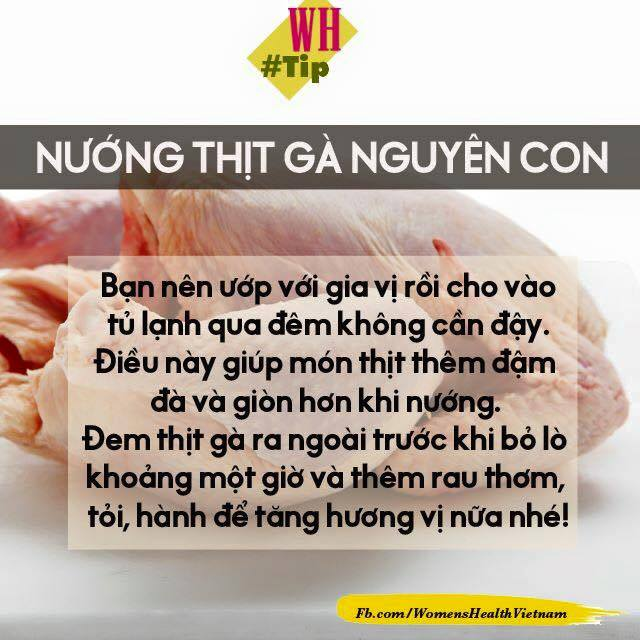 WH
#Tip
NƯỚNG THỊT GÀ NGUYÊN CON
Bạn nên ướp với gia vị rồi cho vào
tủ lạnh qua đêm không cần đậy.
Điều này giúp món thịt thêm đậm
đà và giòn hơn khi nướng.
Đem thịt gà ra ngoài trước khi bỏ lò
khoảng một giờ và thêm rau thơm,
tỏi, hành để tăng hương vị nữa nhé!
Fb.com/WomensHealthVietnam